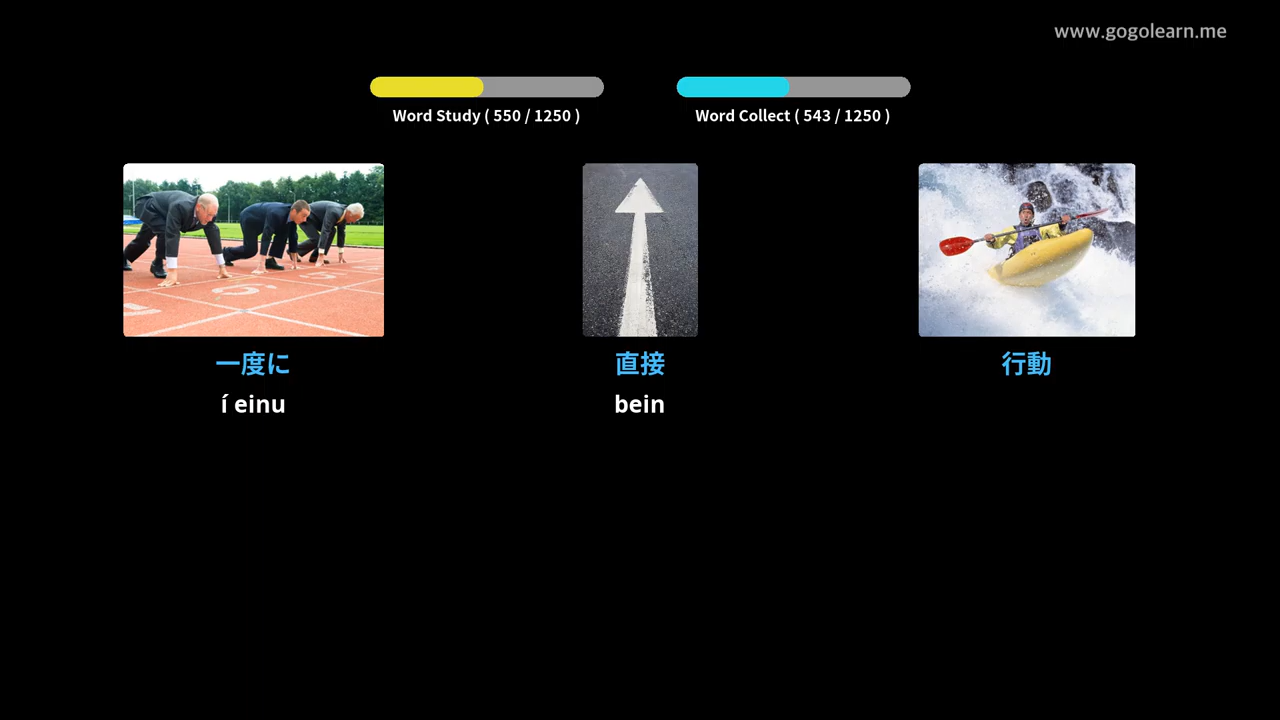 www.gogolearn.me
Word Study ( 550 / 1250 )
Word Collect ( 543 / 1250 )
一度に
直接
行動
í einu
bein